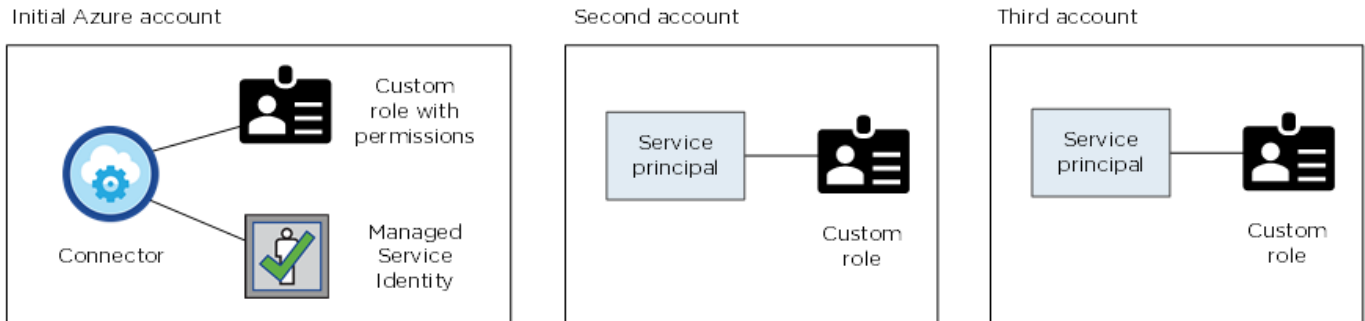 Initial Azure account
Second account
Third account
Custom
role with
permissions
Connector
Managed
Service
Identity
Service
principal
Custom
role
Service
principal
Custom
role